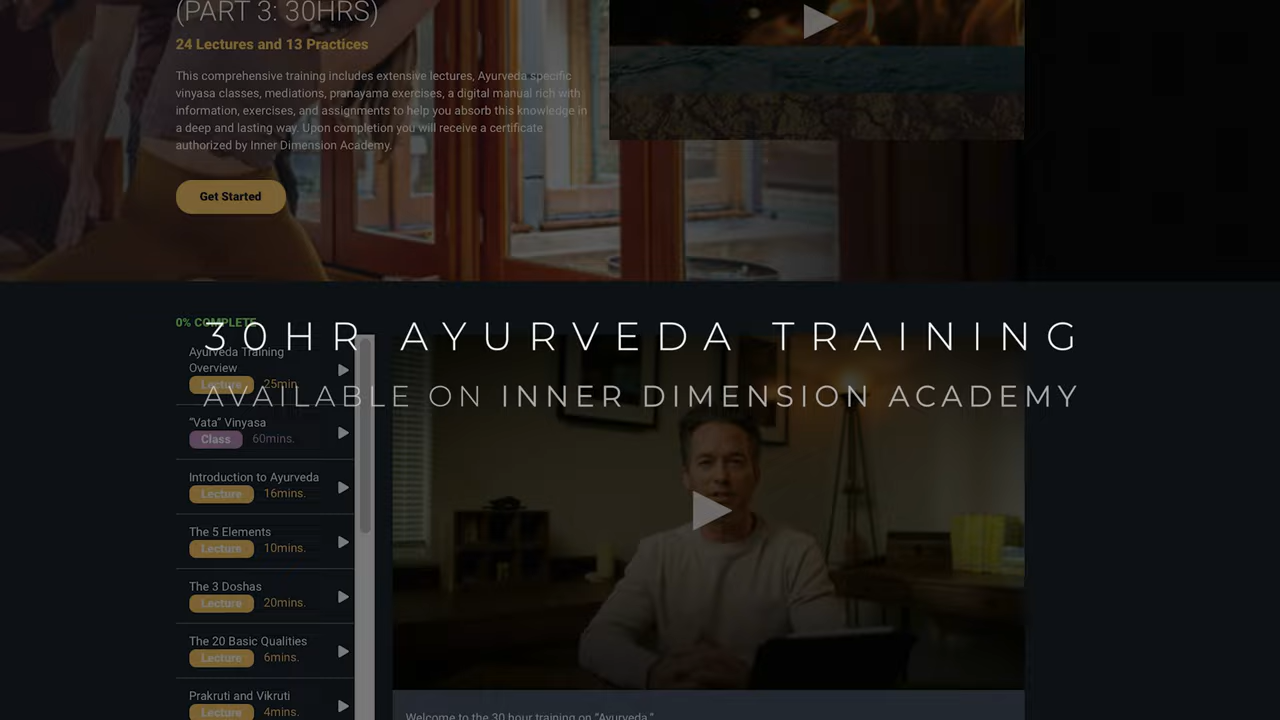 (PART 3: 30HRS)
24 Lectures and 13 Practices
This comprehensive training includes extensive lectures, Ayurveda specific
vinyasa classes, mediations, pranayama exercises, a digital manual rich with
information, exercises, and assignments to help you absorb this knowledge in
a deep and lasting way. Upon completion you will receive a certificate
authorized by Inner Dimension Academy.
Get Started
0% COMPLETE
30HR AYURVEDA TRAINING
AVAILABLE ON INNER DIMENSION ACADEMY
Ayurveda Training
Overview
Lecture 25min.
"Vata" Vinyasa
Class 60mins.
Introduction to Ayurveda
Lecture 16mins.
The 5 Elements
Lecture 10mins.
The 3 Doshas
Lecture 20mins.
The 20 Basic Qualities
Lecture 6mins.
Prakruti and Vikruti
Lecture 4mins.
Welcome to the 30 hour training on "Ayurveda."